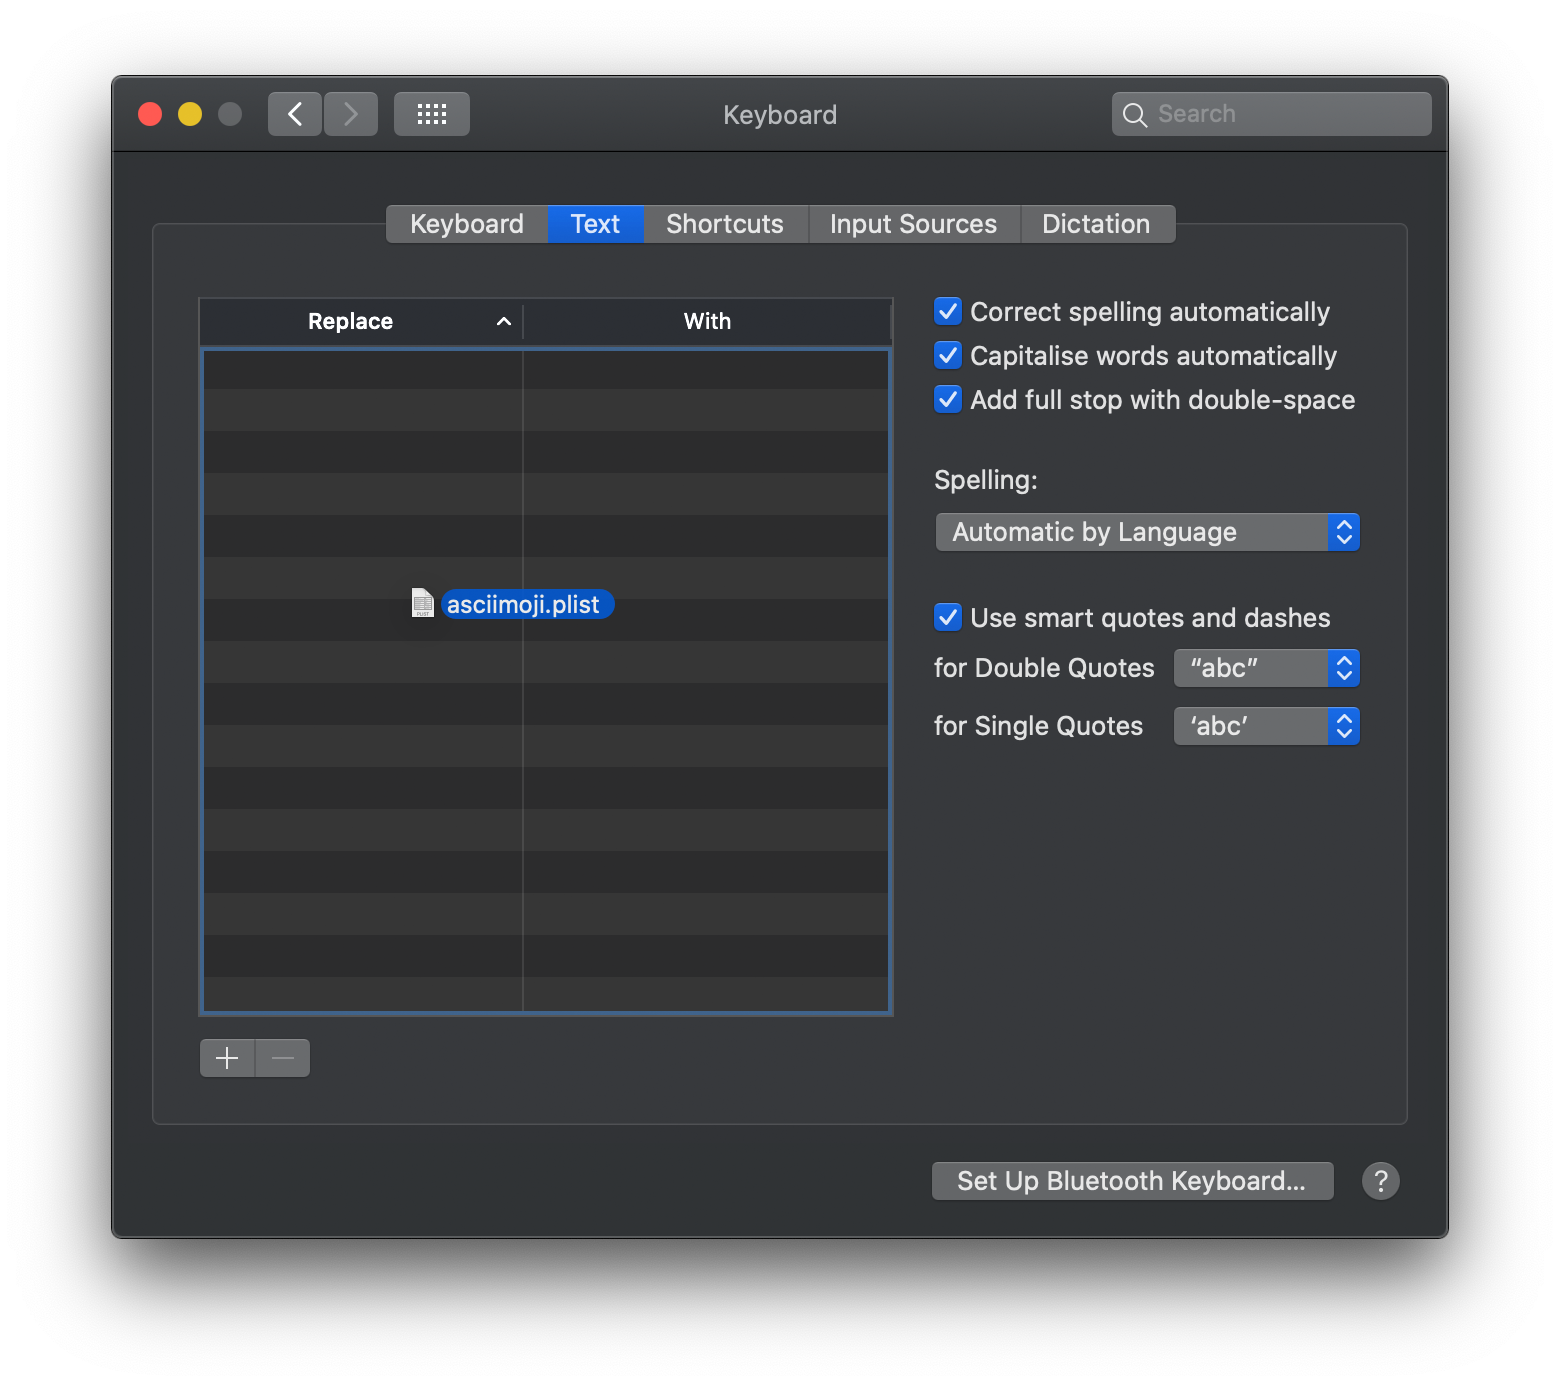 Keyboard
Search
Keyboard Text Shortcuts Input Sources Dictation
Replace With
asciimoji.plist
Correct spelling automatically
Capitalise words automatically
Add full stop with double-space
Spelling:
Automatic by Language
Use smart quotes and dashes
for Double Quotes “abc”
for Single Quotes ‘abc’
Set Up Bluetooth Keyboard... ?